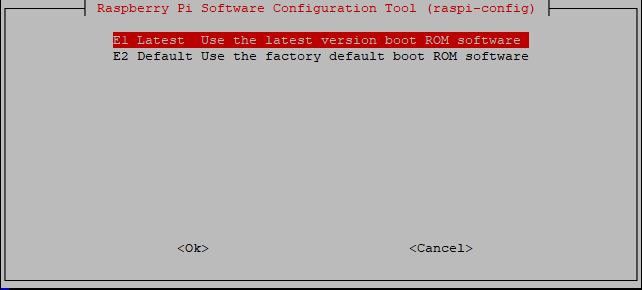 Raspberry Pi Software Configuration Tool (raspi-config)
E1 Latest  Use the latest version boot ROM software
E2 Default Use the factory default boot ROM software
<Ok> <Cancel>